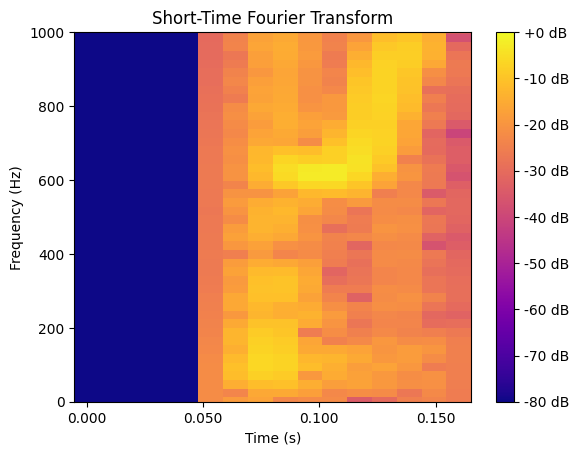 Short-Time Fourier Transform
1000
800
600
400
200
0
Frequency (Hz)
0.000
0.050
0.100
0.150
Time (s)
+0 dB
-10 dB
-20 dB
-30 dB
-40 dB
-50 dB
-60 dB
-70 dB
-80 dB